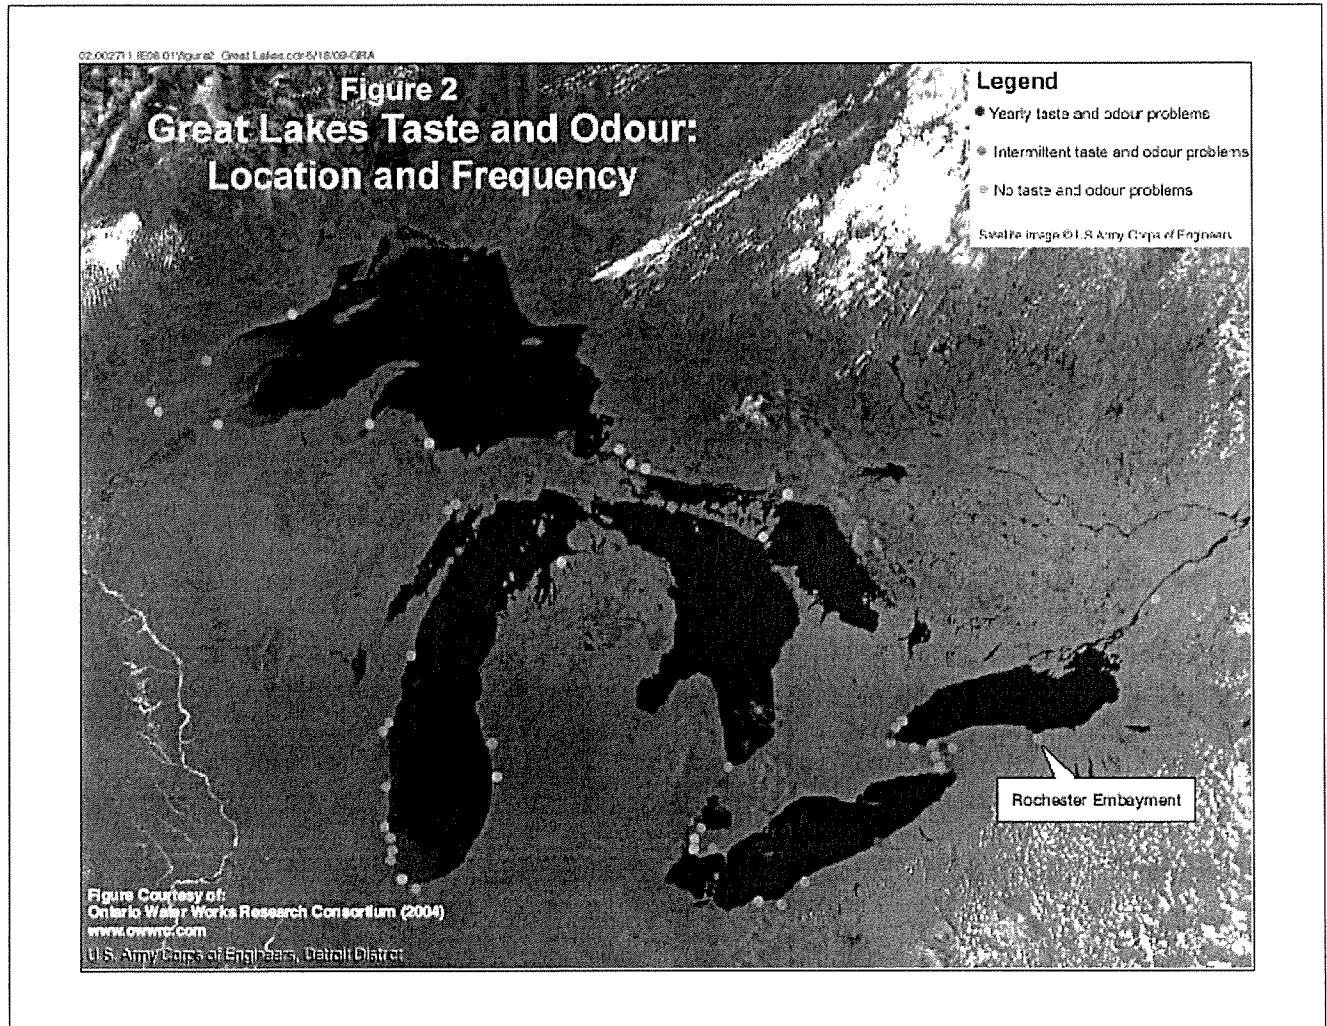 Figure 2
Great Lakes Taste and Odour:
Location and Frequency
Legend
Yearly taste and odour problems
Intermittent taste and odour problems
No taste and odour problems
Satellite image © U.S Army Corps of Engineers
Rochester Embayment
Figure Courtesy of:
Ontario Water Works Research Consortium (2004)
www.owwrc.com
U.S. Army Corps of Engineers, Detroit District